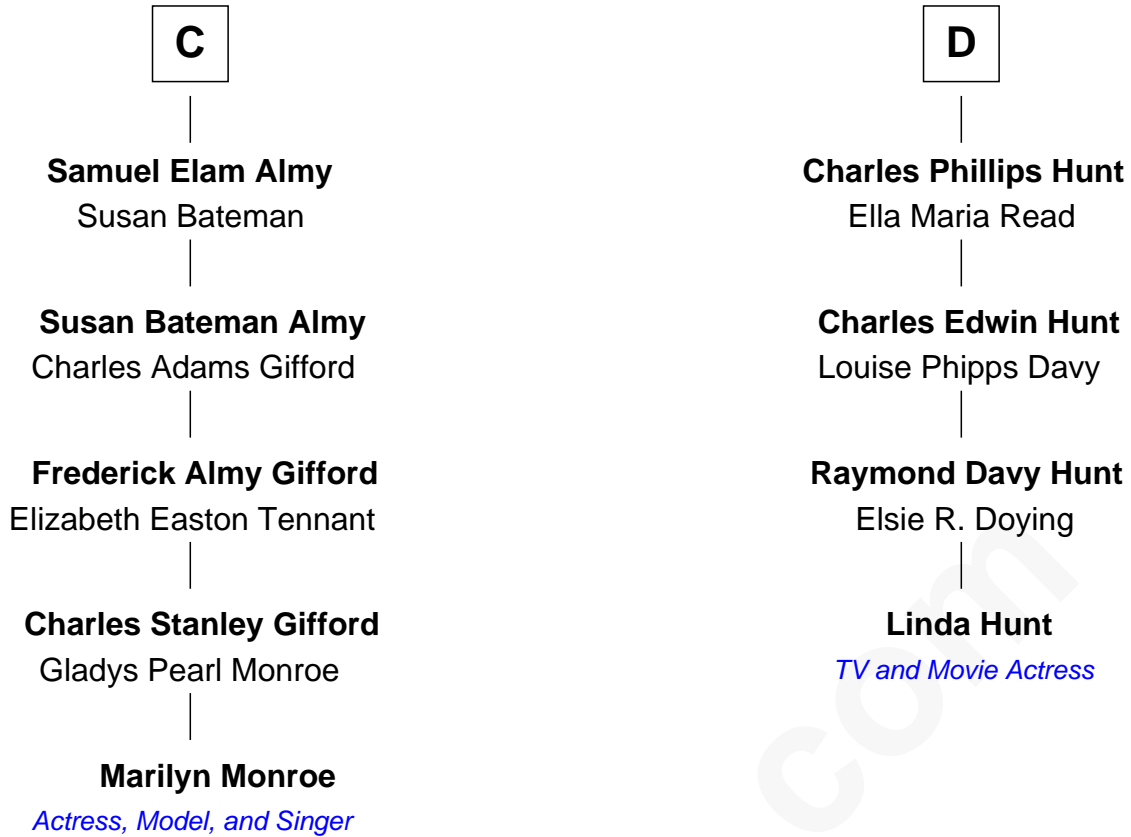 C
Samuel Elam Almy
Susan Bateman
Susan Bateman Almy
Charles Adams Gifford
Frederick Almy Gifford
Elizabeth Easton Tennant
Charles Stanley Gifford
Gladys Pearl Monroe
Marilyn Monroe
Actress, Model, and Singer
D
Charles Phillips Hunt
Ella Maria Read
Charles Edwin Hunt
Louise Phipps Davy
Raymond Davy Hunt
Elsie R. Doying
Linda Hunt
TV and Movie Actress
com